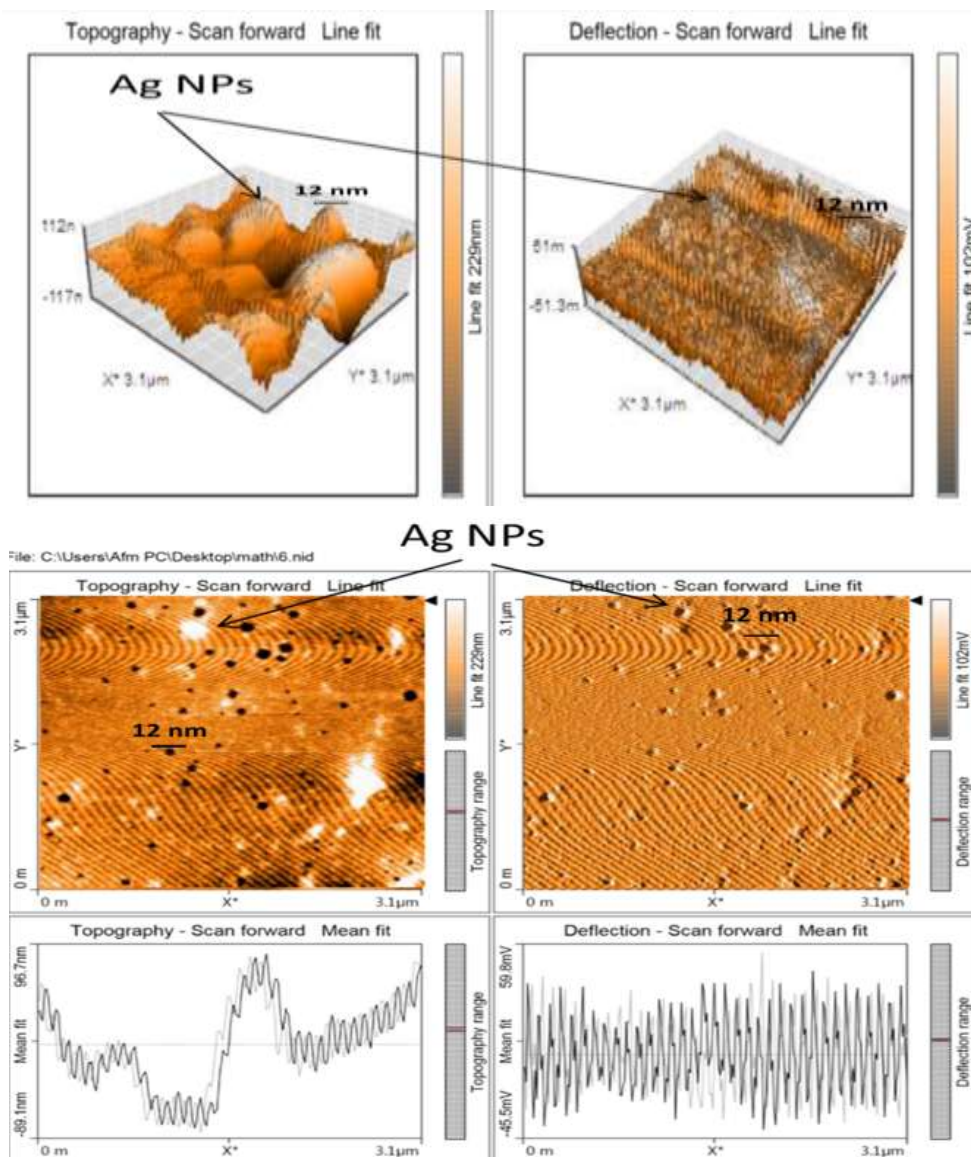 Topography - Scan forward Line fit
Ag NPs
12 nm
112n
-117n
X* 3.1µm
Y* 3.1µm
Line fit 229nm
Deflection - Scan forward Line fit
12 nm
61m
-51.3m
X* 3.1µm
Y* 3.1µm
Line fit 102mV
Ag NPs
File: C:\Users\Afm PC\Desktop\math\6.nid
Topography - Scan forward Line fit
3.1µm
Y*
0 m
12 nm
0 m
X*
3.1µm
Line fit 229nm
Topography range
Deflection - Scan forward Line fit
3.1µm
Y*
0 m
12 nm
0 m
X*
3.1µm
Line fit 102mV
Deflection range
Topography - Scan forward Mean fit
96.7nm
Mean fit
-89.1nm
0 m
X*
3.1µm
Topography range
Deflection - Scan forward Mean fit
59.8mV
Mean fit
-45.5mV
0 m
X*
3.1µm
Deflection range